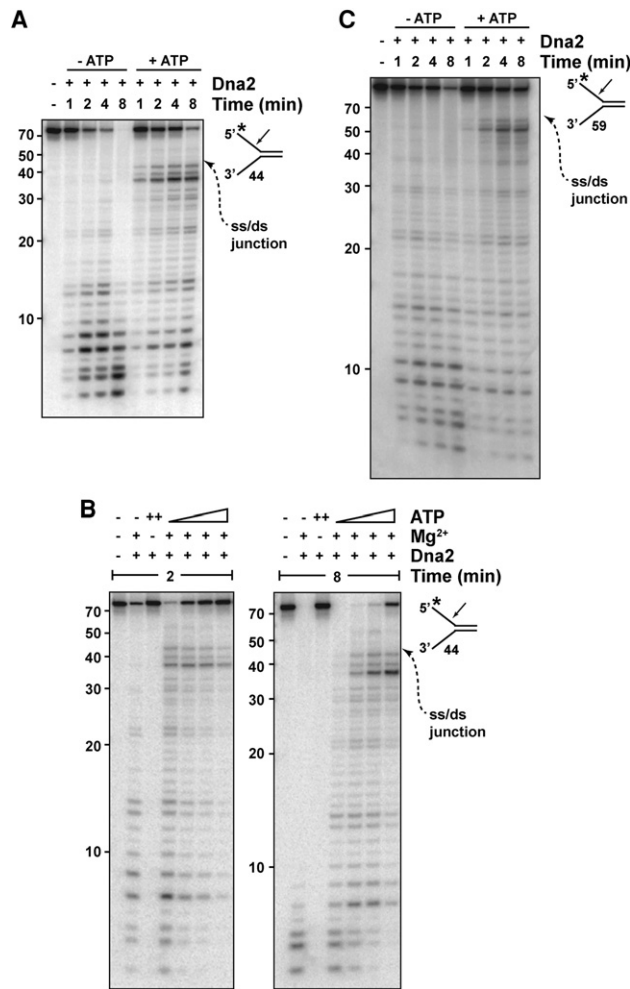 A
- ATP + ATP
- + + + + + + + + Dna2
- 1 2 4 8 1 2 4 8 Time (min)
70
50
40
30
20
10
5' *
3' 44
ss/ds
junction
C
- ATP + ATP
- + + + + + + + + Dna2
- 1 2 4 8 1 2 4 8 Time (min)
70
50
30
20
10
5' *
3' 59
ss/ds
junction
B
- - ++ - - ++ ATP
- + - + + + + - + - + + + + Mg2+
- + + + + + + - + + + + + + Dna2
2 8 Time (min)
70
50
40
30
20
10
70
50
40
30
20
10
5' *
3' 44
ss/ds
junction